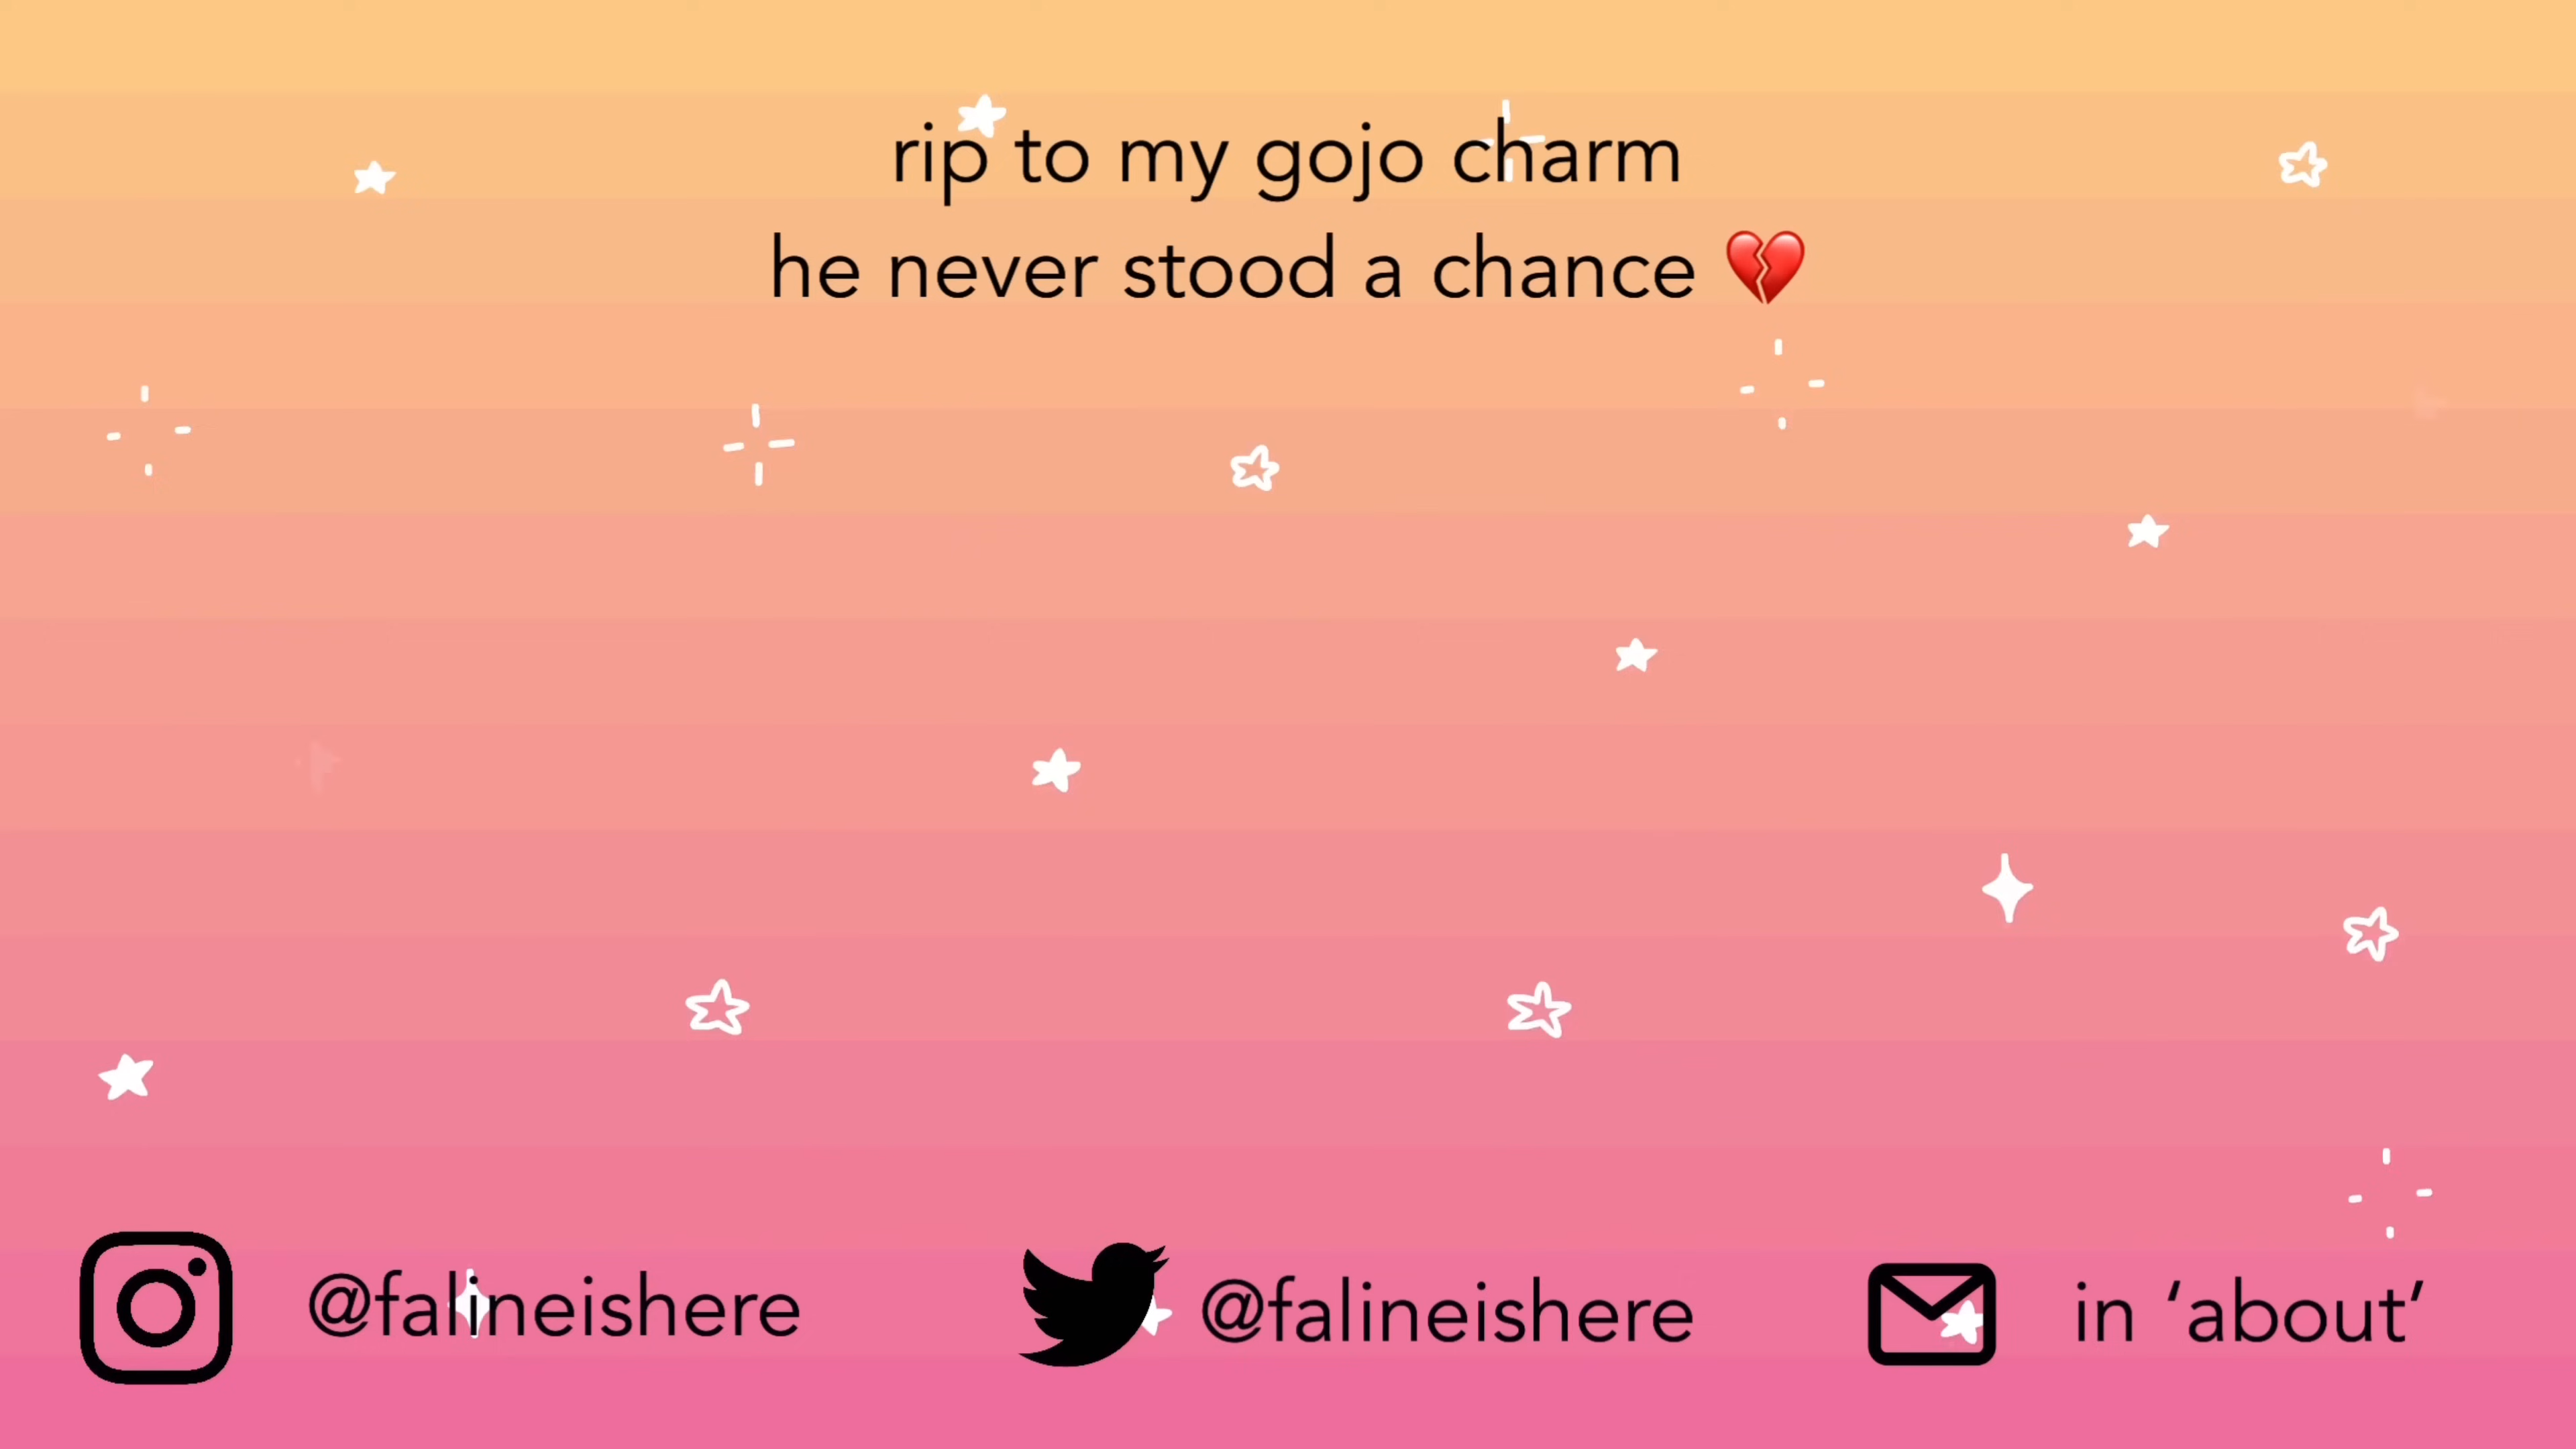 rip to my gojo charm
he never stood a chance 💔
@falineishere
@falineishere
in ‘about’